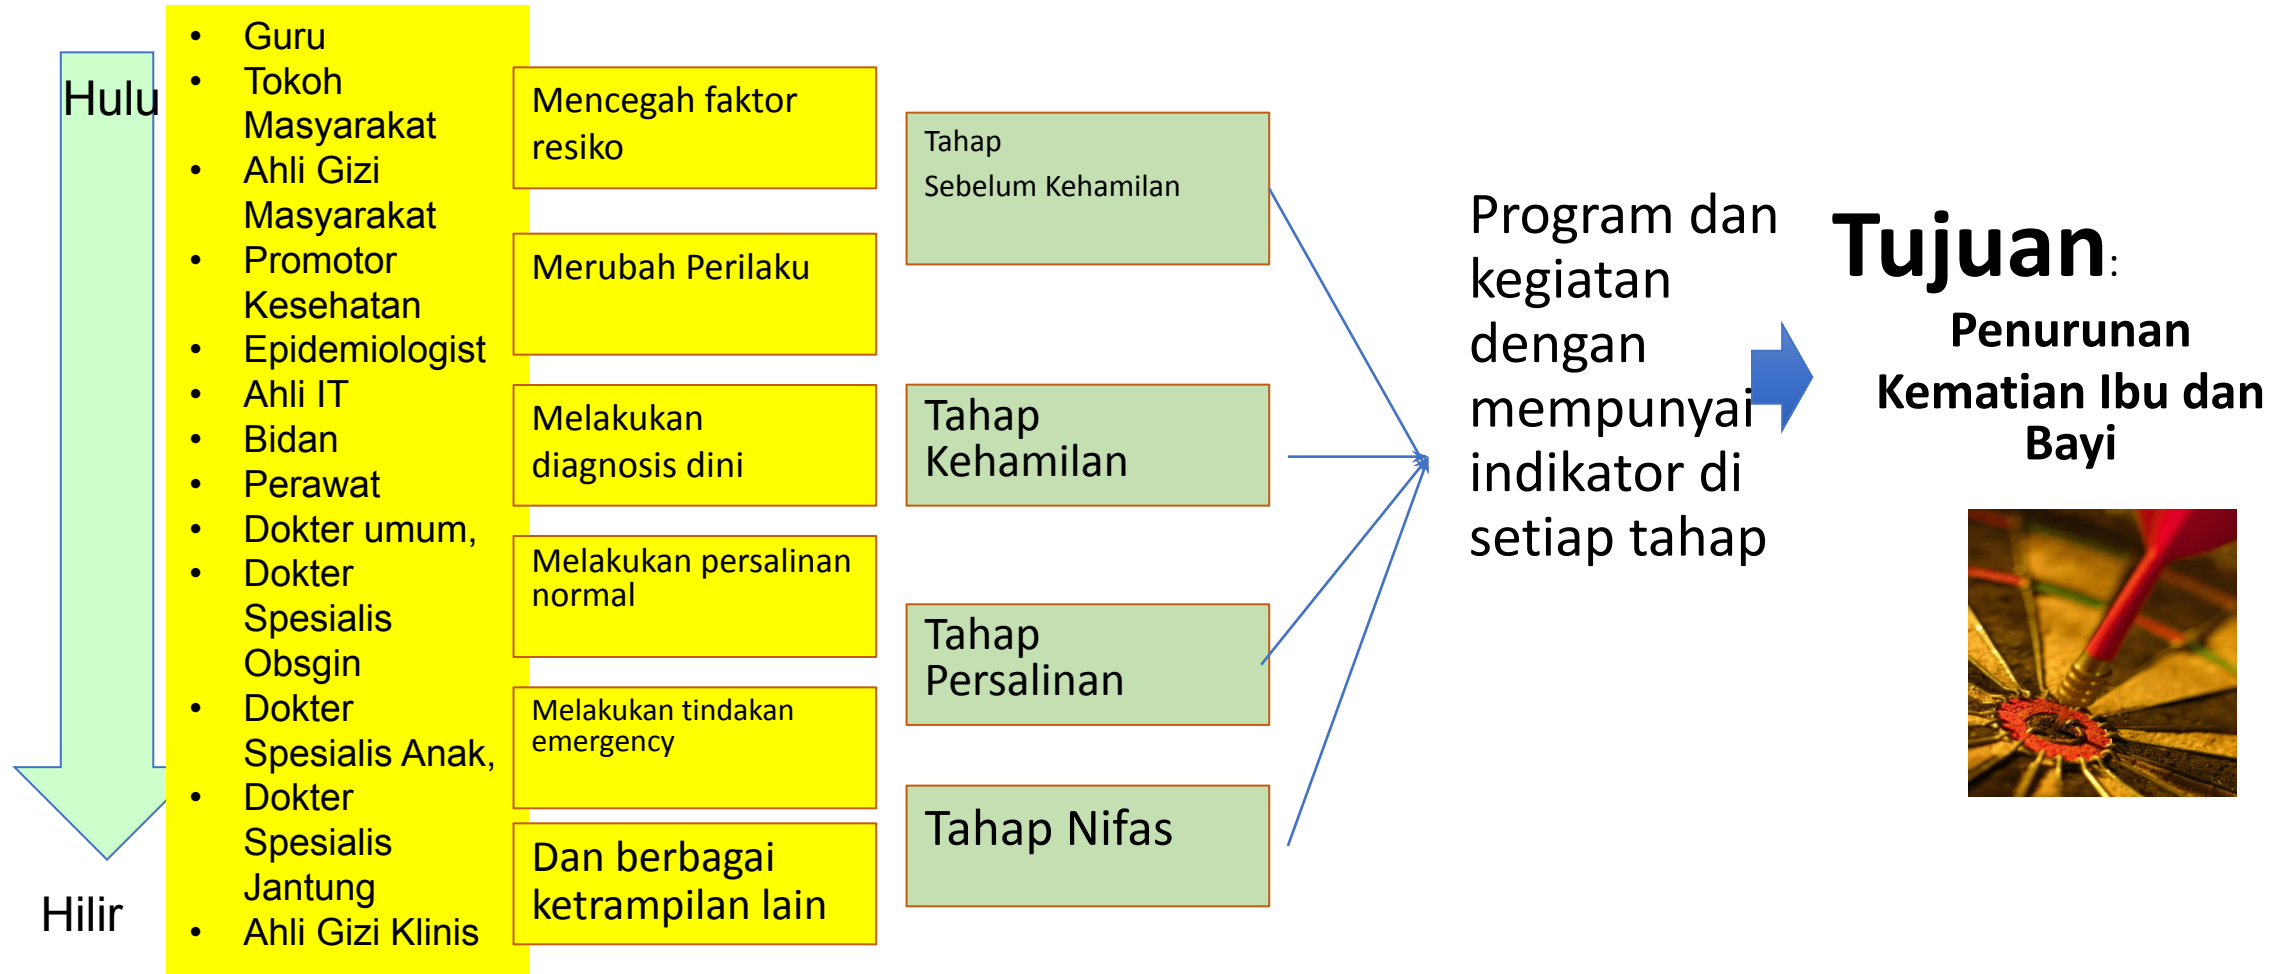 Hulu
Hilir
• Guru
• Tokoh
Masyarakat
• Ahli Gizi
Masyarakat
• Promotor
Kesehatan
• Epidemiologist
• Ahli IT
• Bidan
• Perawat
• Dokter umum,
• Dokter
Spesialis
Obsgin
• Dokter
Spesialis Anak,
• Dokter
Spesialis
Jantung
• Ahli Gizi Klinis
Mencegah faktor
resiko
Merubah Perilaku
Melakukan
diagnosis dini
Melakukan persalinan
normal
Melakukan tindakan
emergency
Dan berbagai
ketrampilan lain
Tahap
Sebelum Kehamilan
Tahap
Kehamilan
Tahap
Persalinan
Tahap Nifas
Program dan
kegiatan
dengan
mempunyai
indikator di
setiap tahap
Tujuan:
Penurunan
Kematian Ibu dan
Bayi